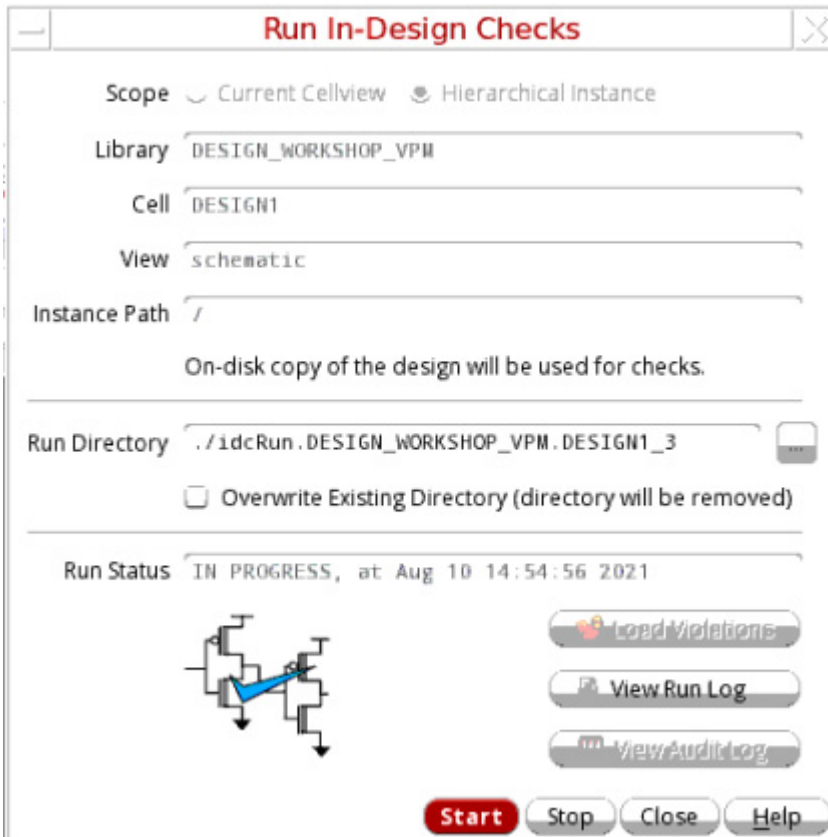 Run In-Design Checks
Scope Current Cellview Hierarchical Instance
Library DESIGN_WORKSHOP_VPM
Cell DESIGN1
View schematic
Instance Path /
On-disk copy of the design will be used for checks.
Run Directory ./idcRun.DESIGN_WORKSHOP_VPM.DESIGN1_3 ...
Overwrite Existing Directory (directory will be removed)
Run Status IN PROGRESS, at Aug 10 14:54:56 2021
Load Violations
View Run Log
View Audit Log
Start Stop Close Help